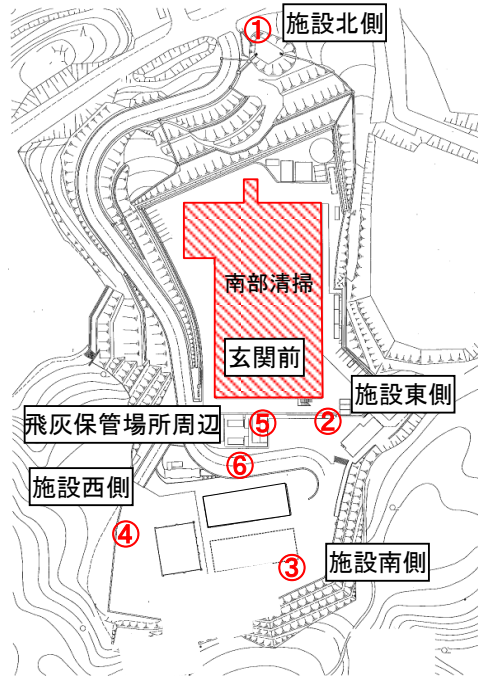 ① 施設北側
南部清掃
玄関前
施設東側
飛灰保管場所周辺
⑤
②
⑥
施設西側
④
施設南側
③